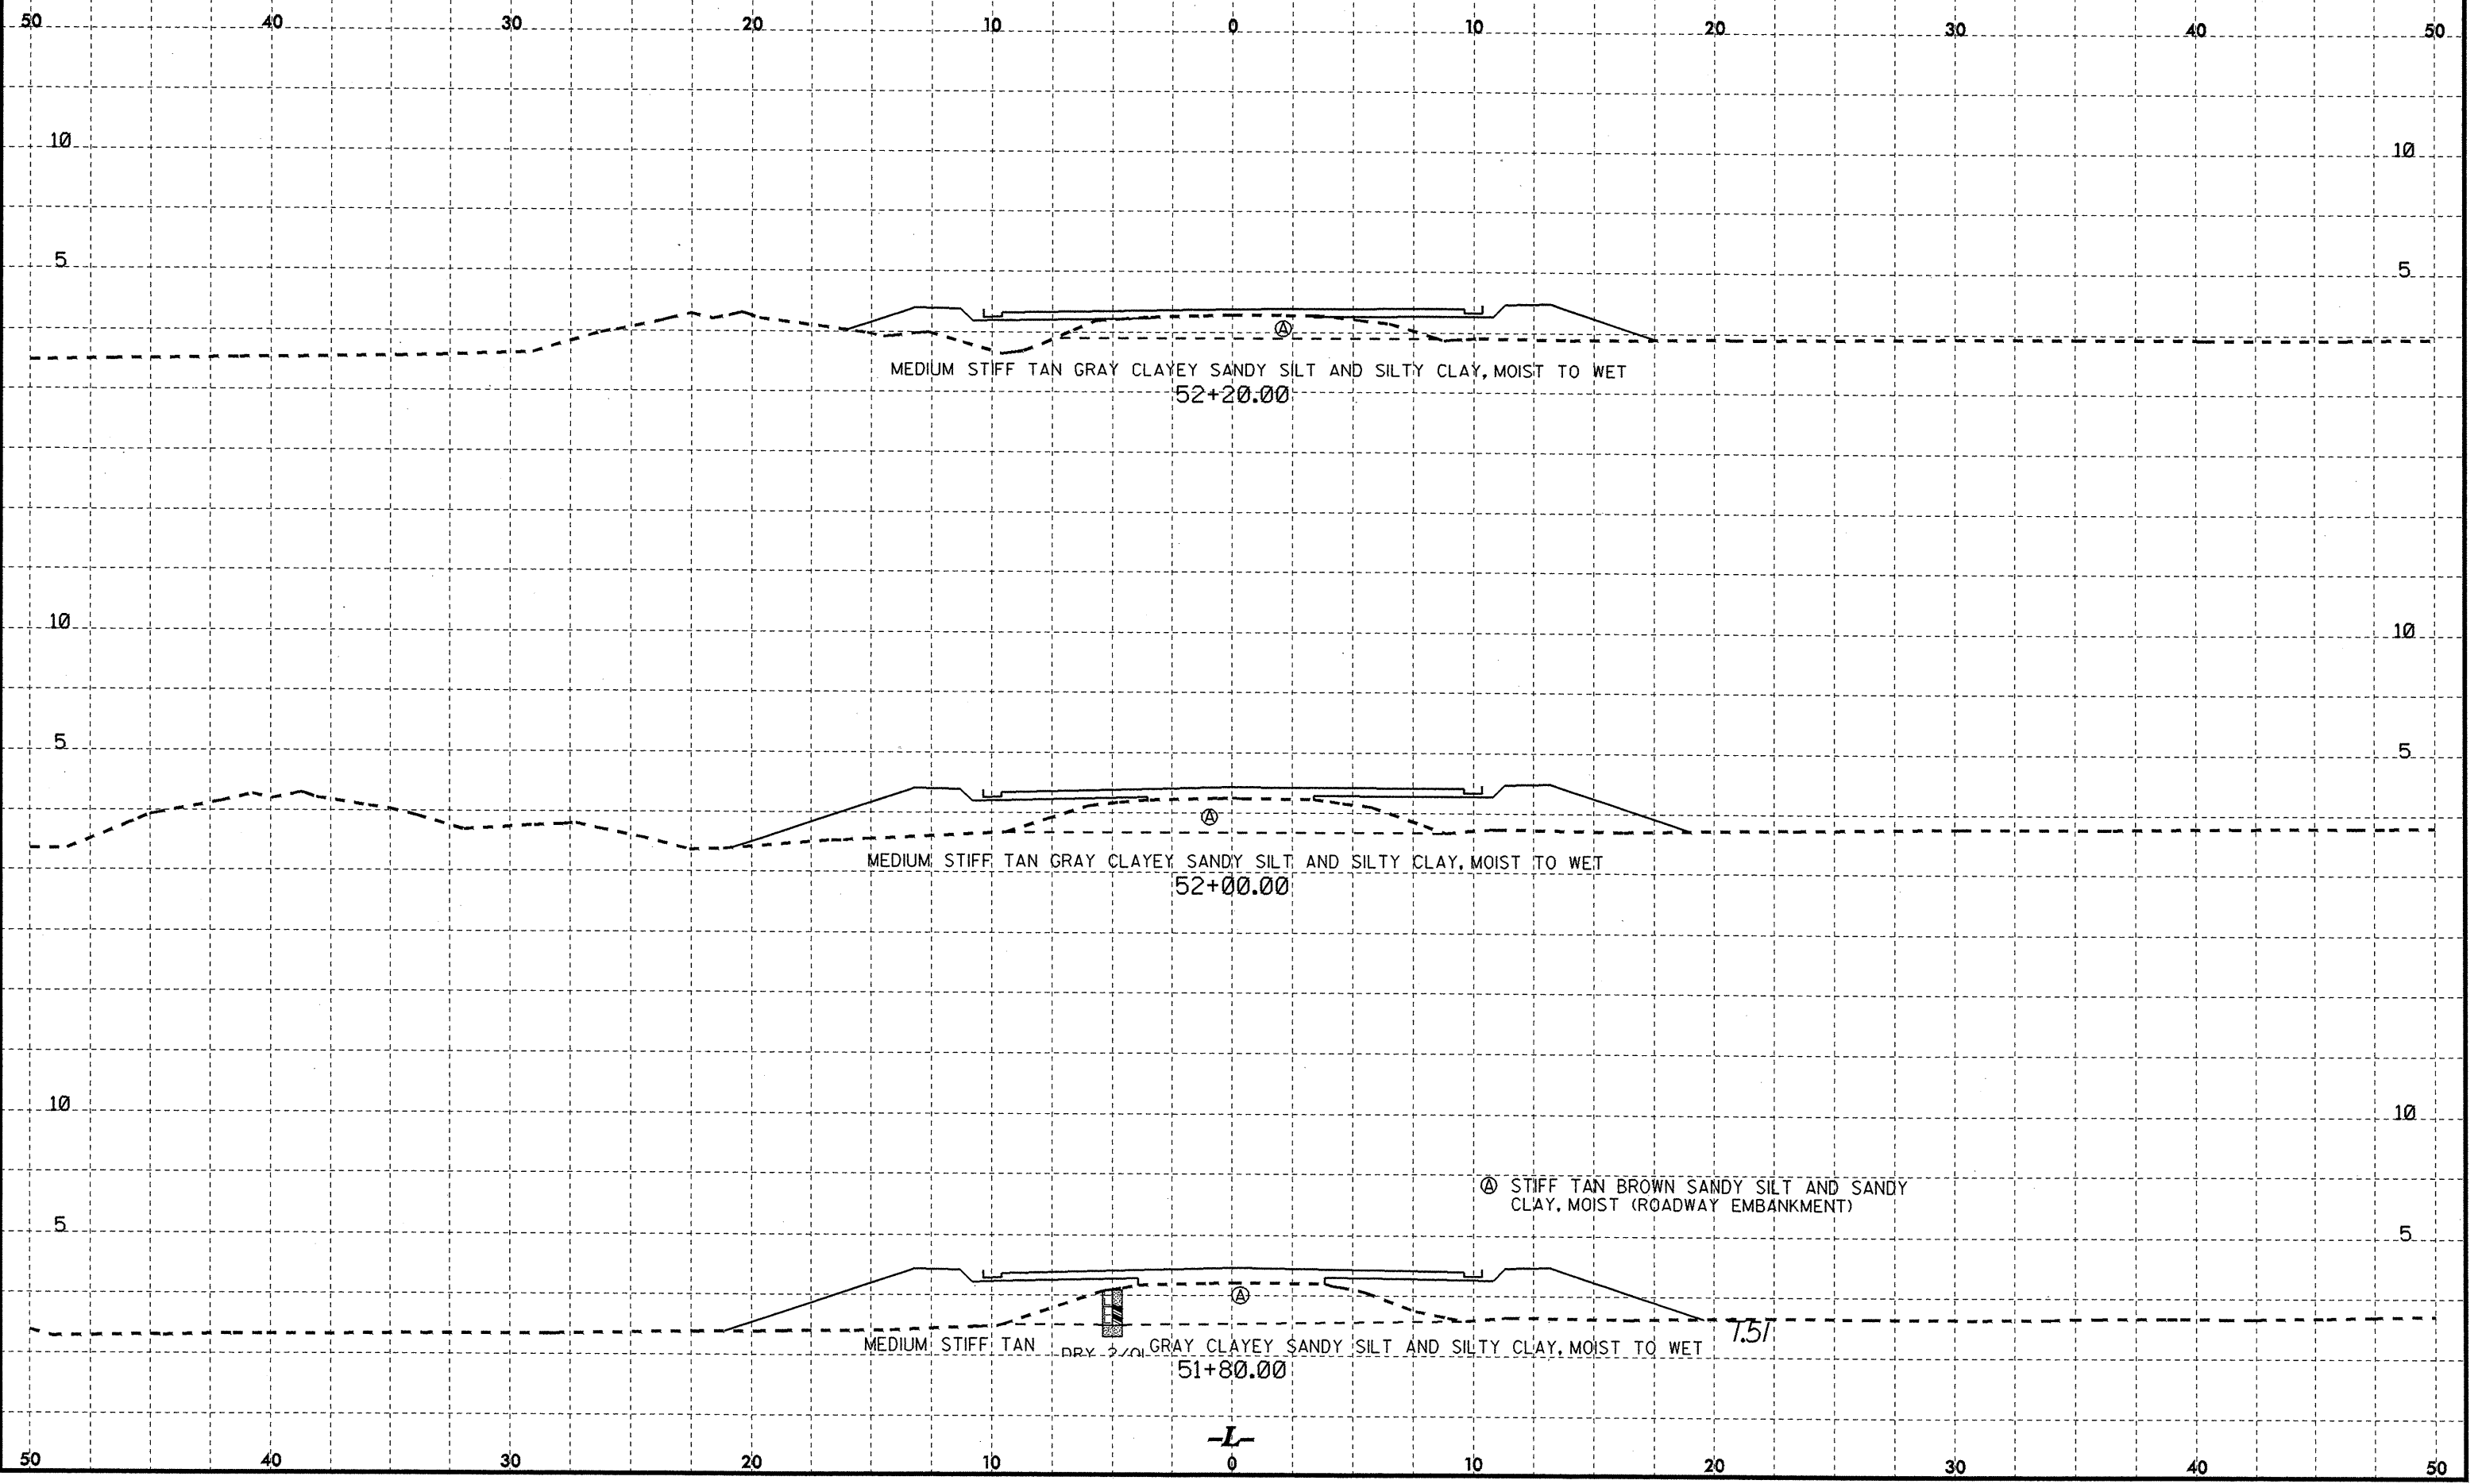 50 40 30 20 10 0 10 20 30 40 50
10 10
5 5
Ⓐ
MEDIUM STIFF TAN GRAY CLAYEY SANDY SILT AND SILTY CLAY, MOIST TO WET
52+20.00
10 10
5 5
Ⓐ
MEDIUM STIFF TAN GRAY CLAYEY SANDY SILT AND SILTY CLAY, MOIST TO WET
52+00.00
10 10
Ⓐ STIFF TAN BROWN SANDY SILT AND SANDY
CLAY, MOIST (ROADWAY EMBANKMENT)
5 5
Ⓐ
1.51
MEDIUM STIFF TAN DRY GRAY CLAYEY SANDY SILT AND SILTY CLAY, MOIST TO WET
51+80.00
-L-
50 40 30 20 10 0 10 20 30 40 50